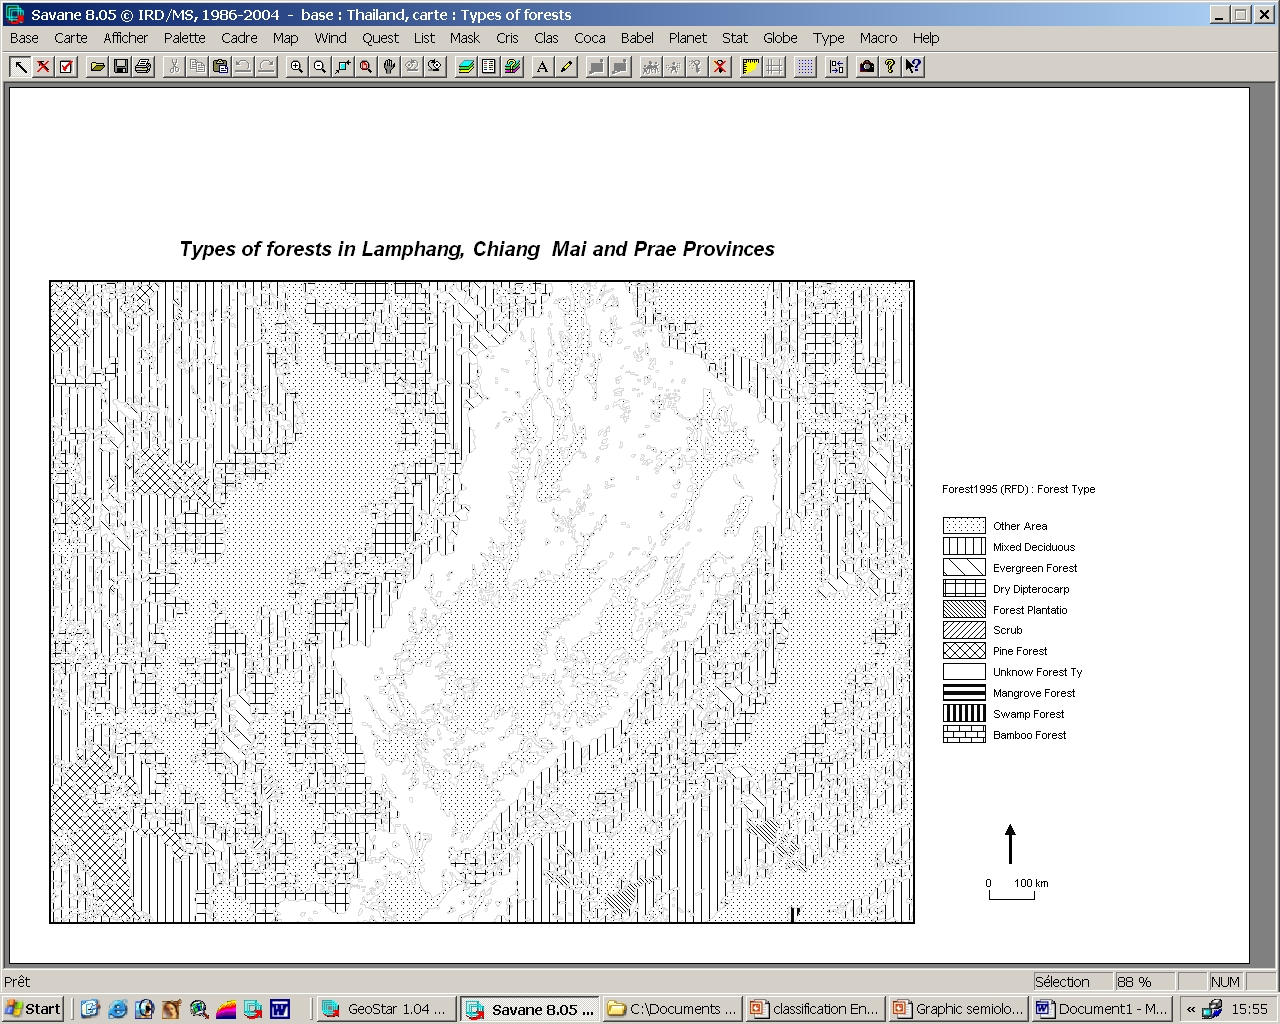 Savane 8.05 © IRD/MS, 1986-2004 - base : Thailand, carte : Types of forests
Base Carte Afficher Palette Cadre Map Wind Quest List Mask Cris Clas Coca Babel Planet Stat Globe Type Macro Help
Types of forests in Lamphang, Chiang Mai and Prae Provinces
Forest1995 (RFD) : Forest Type
Other Area
Mixed Deciduous
Evergreen Forest
Dry Dipterocarp
Forest Plantatio
Scrub
Pine Forest
Unknow Forest Ty
Mangrove Forest
Swamp Forest
Bamboo Forest
0 100 km
Prêt Sélection 88 % NUM
Start GeoStar 1.04 ... Savane 8.05 ... C:\Documents ... classification En... Graphic semiolo... Document1 - M... « 15:55